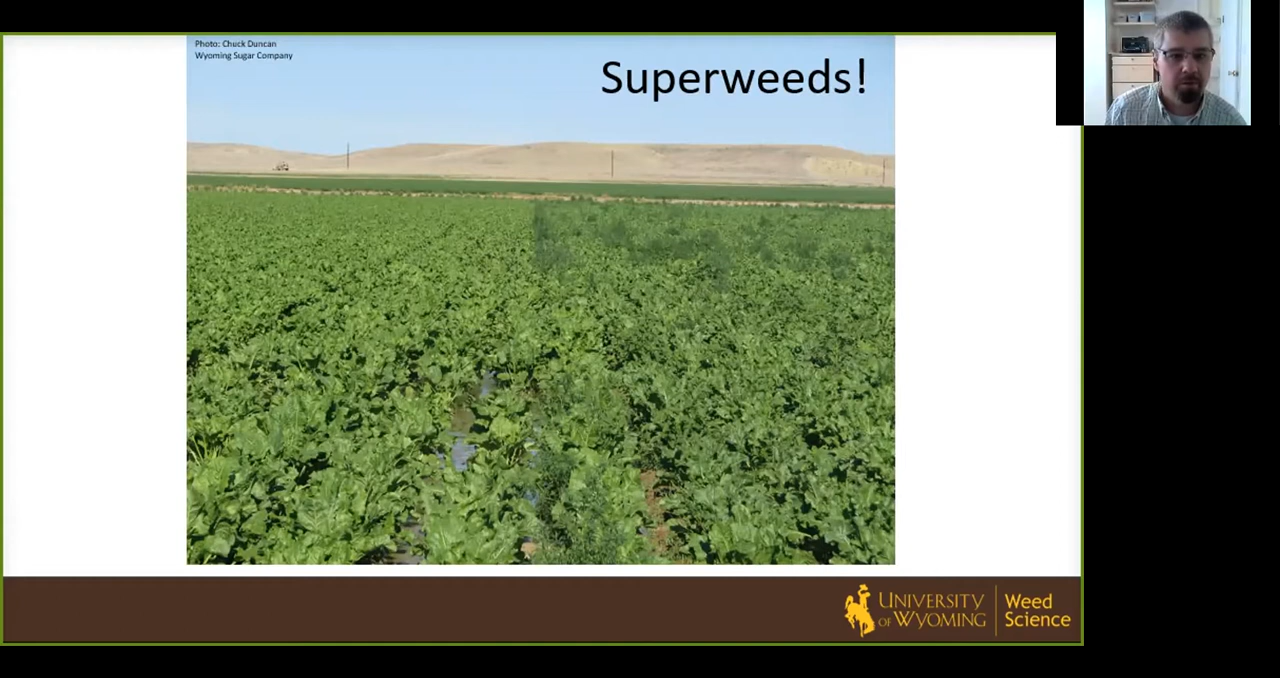 Photo: Chuck Duncan
Wyoming Sugar Company
Superweeds!
UNIVERSITY
OF WYOMING
Weed
Science